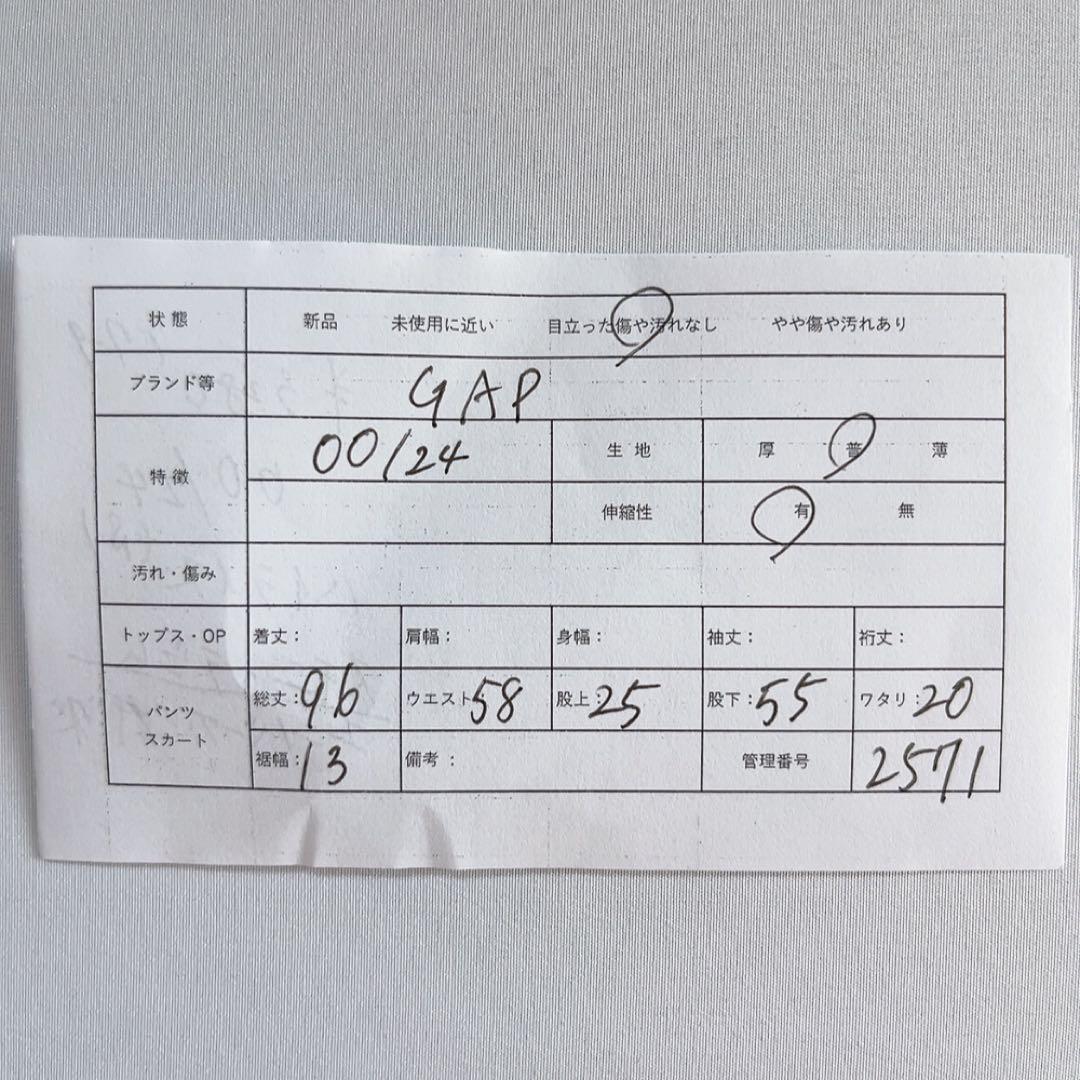 状態 新品 未使用に近い 目立った傷や汚れなし やや傷や汚れあり
ブランド等 GAP
特徴 00/24 生地 厚 普 薄
伸縮性 有 無
汚れ・傷み
トップス・OP 着丈: 肩幅: 身幅: 袖丈: 裄丈:
パンツ スカート 総丈:96 ウエスト58 股上:25 股下:55 ワタリ:20
裾幅:13 備考: 管理番号 2571